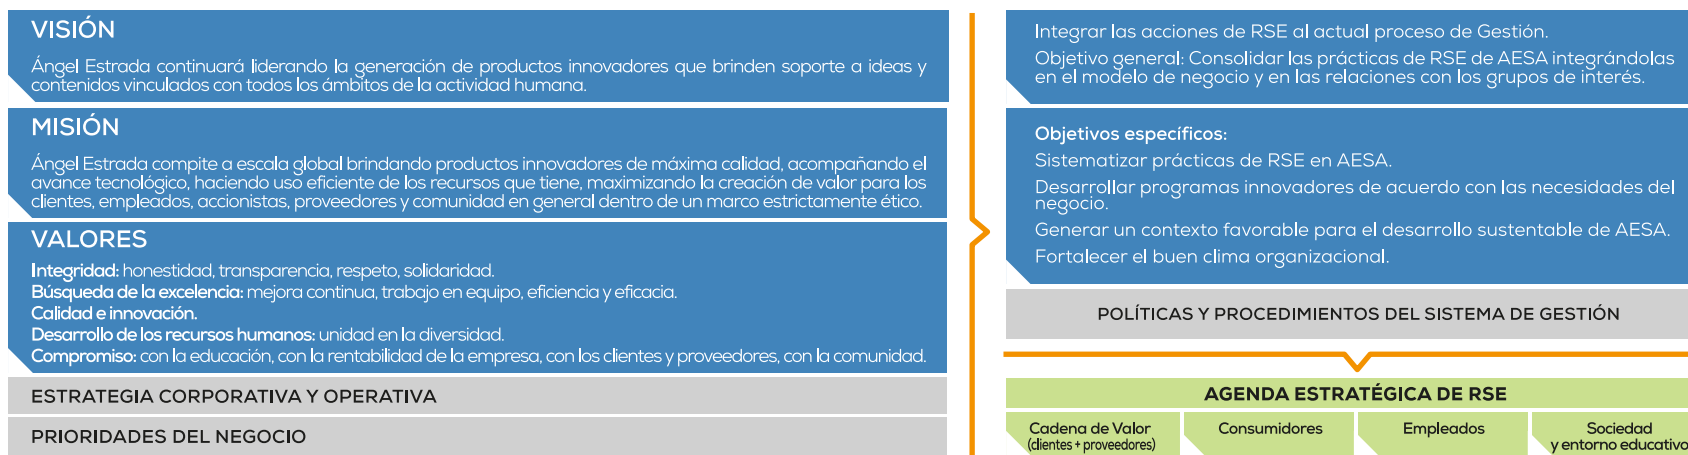 VISIÓN
Ángel Estrada continuará liderando la generación de productos innovadores que brinden soporte a ideas y
contenidos vinculados con todos los ámbitos de la actividad humana.
MISIÓN
Ángel Estrada compite a escala global brindando productos innovadores de máxima calidad, acompañando el
avance tecnológico, haciendo uso eficiente de los recursos que tiene, maximizando la creación de valor para los
clientes, empleados, accionistas, proveedores y comunidad en general dentro de un marco estrictamente ético.
VALORES
Integridad: honestidad, transparencia, respeto, solidaridad.
Búsqueda de la excelencia: mejora continua, trabajo en equipo, eficiencia y eficacia.
Calidad e innovación.
Desarrollo de los recursos humanos: unidad en la diversidad.
Compromiso: con la educación, con la rentabilidad de la empresa, con los clientes y proveedores, con la comunidad.
ESTRATEGIA CORPORATIVA Y OPERATIVA
PRIORIDADES DEL NEGOCIO
Integrar las acciones de RSE al actual proceso de Gestión.
Objetivo general: Consolidar las prácticas de RSE de AESA integrándolas
en el modelo de negocio y en las relaciones con los grupos de interés.
Objetivos específicos:
Sistematizar prácticas de RSE en AESA.
Desarrollar programas innovadores de acuerdo con las necesidades del
negocio.
Generar un contexto favorable para el desarrollo sustentable de AESA.
Fortalecer el buen clima organizacional.
POLÍTICAS Y PROCEDIMIENTOS DEL SISTEMA DE GESTIÓN
AGENDA ESTRATÉGICA DE RSE
Cadena de Valor
(clientes + proveedores)
Consumidores
Empleados
Sociedad
y entorno educativo